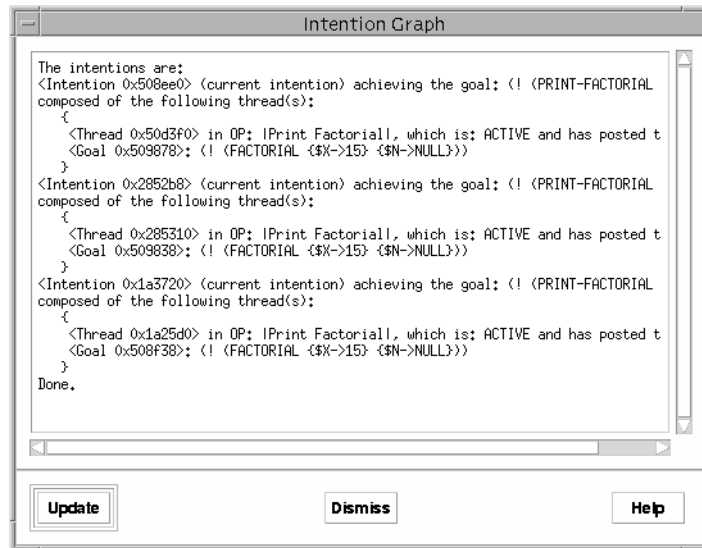 Intention Graph
The intentions are:
<Intention 0x508ee0> (current intention) achieving the goal: (! (PRINT-FACTORIAL
composed of the following thread(s):
{
<Thread 0x50d3f0> in OP: |Print Factorial|, which is: ACTIVE and has posted t
<Goal 0x509878>: (! (FACTORIAL {$X->15} {$N->NULL}))
}
<Intention 0x2852b8> (current intention) achieving the goal: (! (PRINT-FACTORIAL
composed of the following thread(s):
{
<Thread 0x285310> in OP: |Print Factorial|, which is: ACTIVE and has posted t
<Goal 0x509838>: (! (FACTORIAL {$X->15} {$N->NULL}))
}
<Intention 0x1a3720> (current intention) achieving the goal: (! (PRINT-FACTORIAL
composed of the following thread(s):
{
<Thread 0x1a25d0> in OP: |Print Factorial|, which is: ACTIVE and has posted t
<Goal 0x508f38>: (! (FACTORIAL {$X->15} {$N->NULL}))
}
Done.
Update Dismiss Help